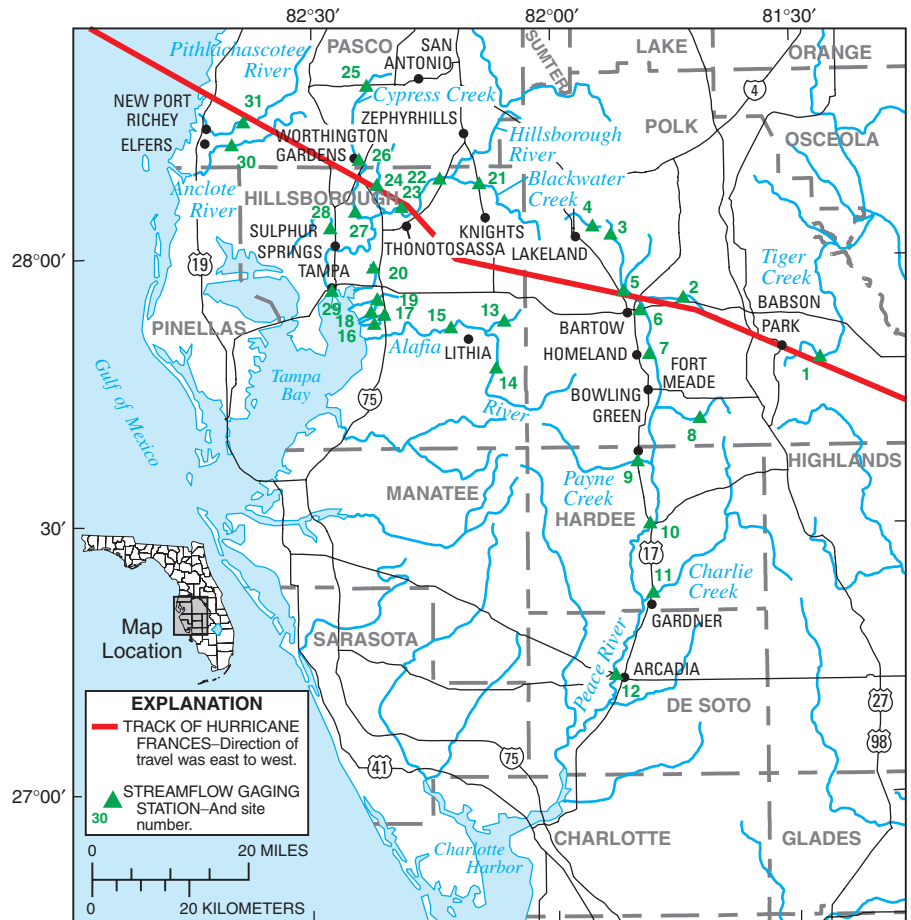 82°30′
82°00′
81°30′
Pithlachascotee
River
PASCO
SAN
ANTONIO
SUMTER
LAKE
ORANGE
25
Cypress Creek
4
NEW PORT
RICHEY
31
ZEPHYRHILLS
POLK
ELFERS
WORTHINGTON
GARDENS
Hillsborough
River
OSCEOLA
30
26
Anclote
River
24
22
21
Blackwater
Creek
HILLSBOROUGH
23
28
27
4
3
SULPHUR
SPRINGS
KNIGHTS
THONOTOSASSA
LAKELAND
28°00′
19
TAMPA
20
Tiger
Creek
5
2
BABSON
PARK
29
19
18
17
16
15
13
6
PINELLAS
BARTOW
Alafia
LITHIA
HOMELAND
7
FORT
MEADE
1
Gulf of Mexico
Tampa
Bay
14
75
River
BOWLING
GREEN
8
HIGHLANDS
9
Payne
Creek
MANATEE
HARDEE
30′
10
17
11
Charlie
Creek
GARDNER
Map
Location
SARASOTA
Peace River
ARCADIA
12
DE SOTO
27
EXPLANATION
TRACK OF HURRICANE
FRANCES–Direction of
travel was east to west.
98
75
41
STREAMFLOW GAGING
STATION–And site
number.
30
27°00′
CHARLOTTE
GLADES
Charlotte
Harbor
0
20 MILES
0
20 KILOMETERS